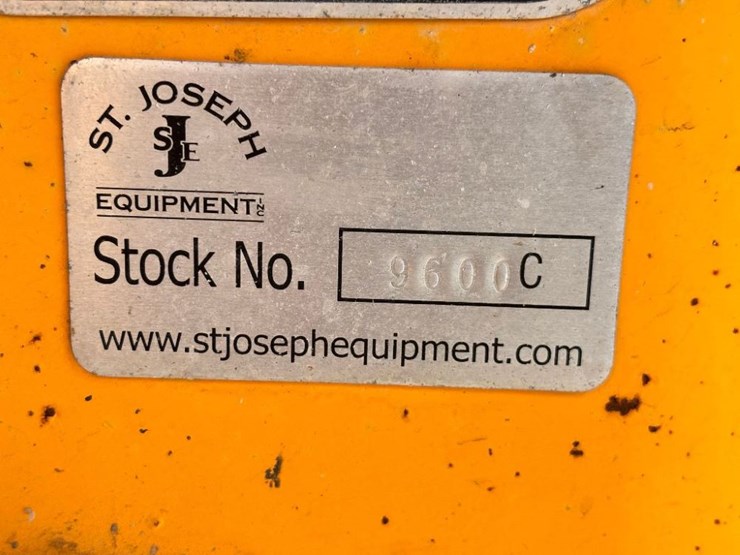 ST. JOSEPH
SJE
EQUIPMENT INC
Stock No. 9600C
www.stjosephequipment.com